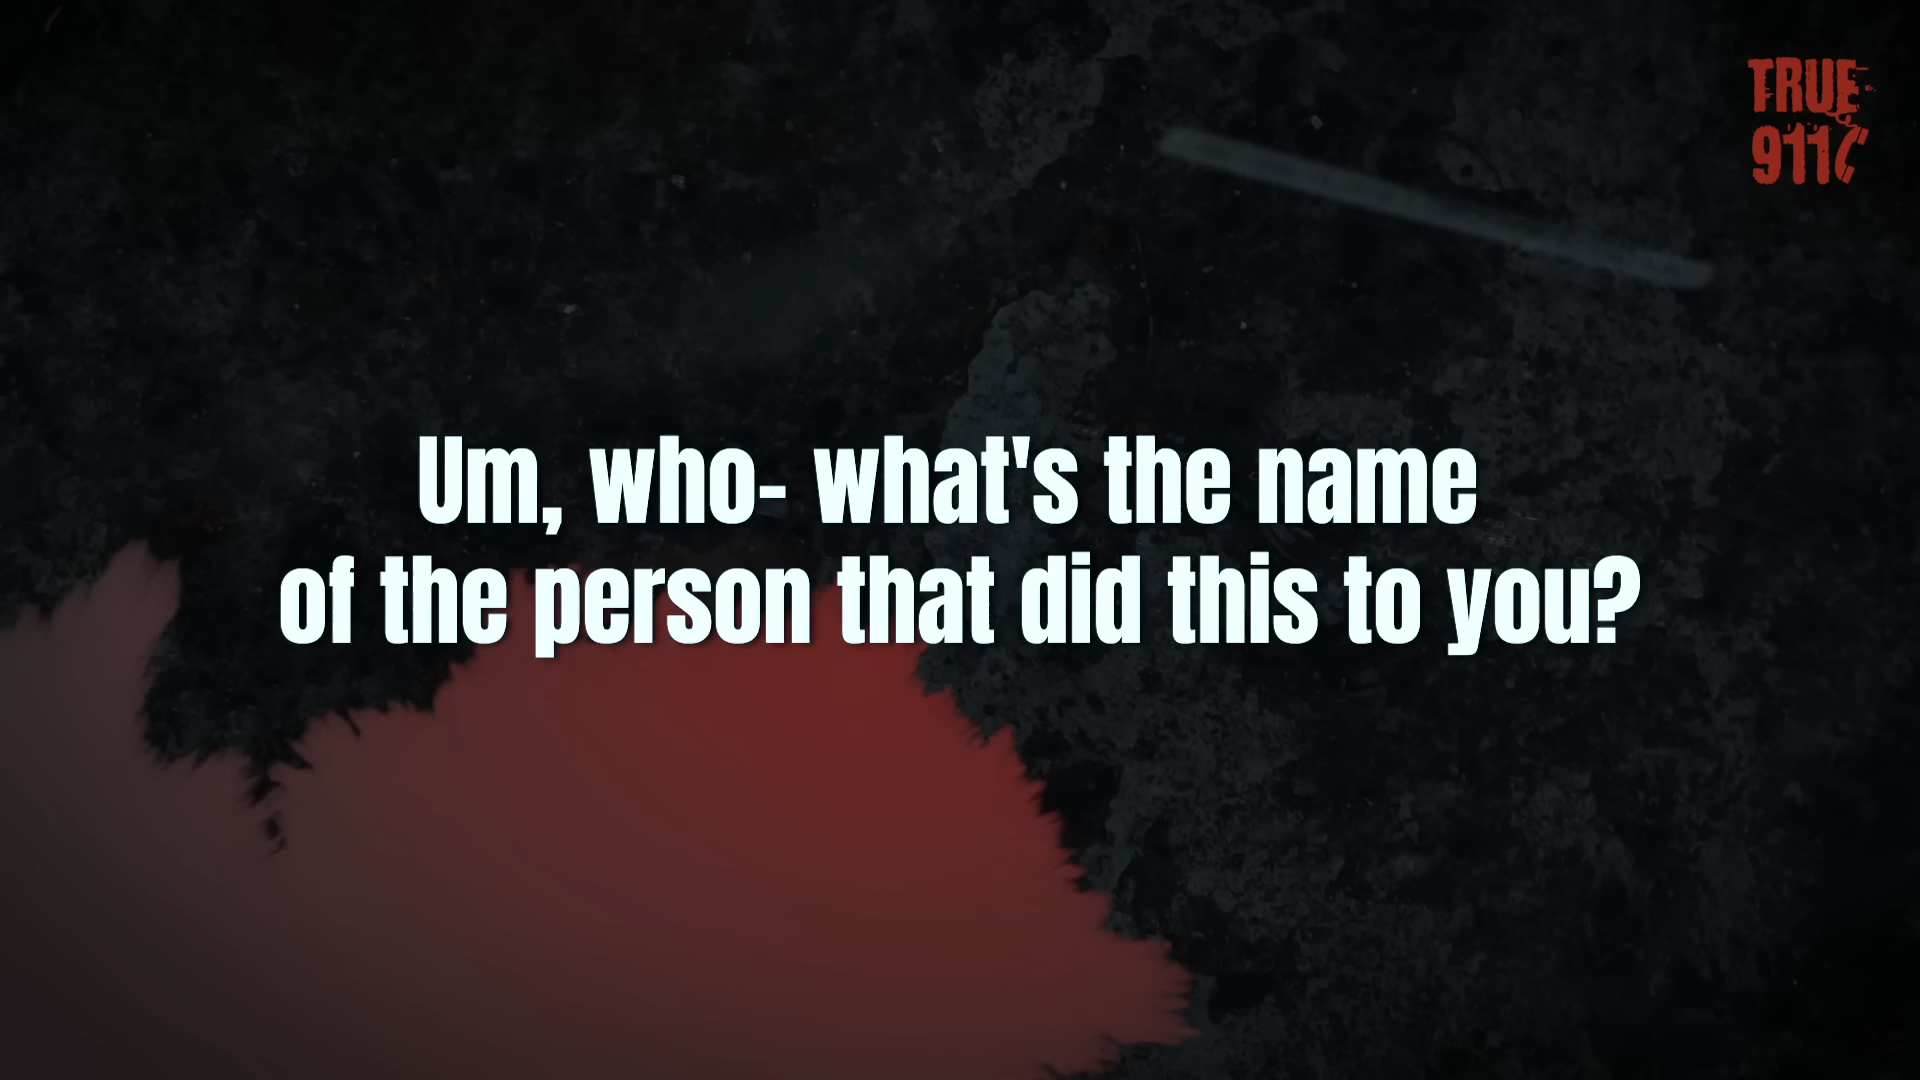 TRUE
911
Um, who- what's the name
of the person that did this to you?